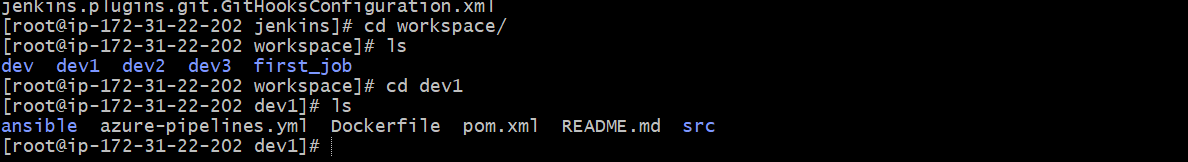 jenkins.plugins.git.GitHooksConfiguration.xml
[root@ip-172-31-22-202 jenkins]# cd workspace/
[root@ip-172-31-22-202 workspace]# ls
dev  dev1  dev2  dev3  first_job
[root@ip-172-31-22-202 workspace]# cd dev1
[root@ip-172-31-22-202 dev1]# ls
ansible  azure-pipelines.yml  Dockerfile  pom.xml  README.md  src
[root@ip-172-31-22-202 dev1]#